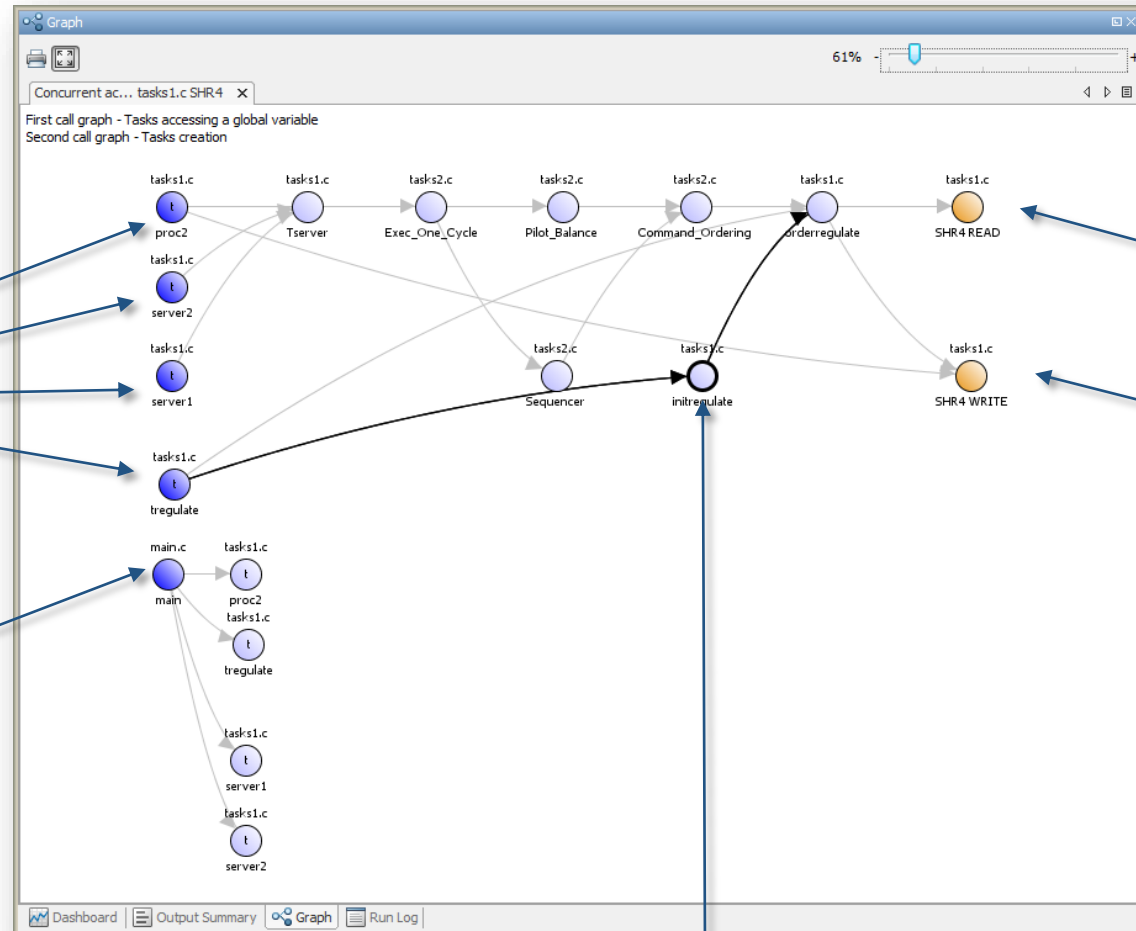 Graph
61% - +
Concurrent ac... tasks1.c SHR4
First call graph - Tasks accessing a global variable
Second call graph - Tasks creation
tasks1.c tasks1.c tasks2.c tasks2.c tasks2.c tasks1.c tasks1.c
t
proc2 Tserver Exec_One_Cycle Pilot_Balance Command_Ordering orderregulate SHR4 READ
tasks1.c
t
server2
tasks1.c tasks2.c tasks1.c tasks1.c
t
server1 Sequencer initregulate SHR4 WRITE
tasks1.c
t
tregulate
main.c tasks1.c
t
main proc2
tasks1.c
t
tregulate
tasks1.c
t
server1
tasks1.c
t
server2
Dashboard Output Summary Graph Run Log